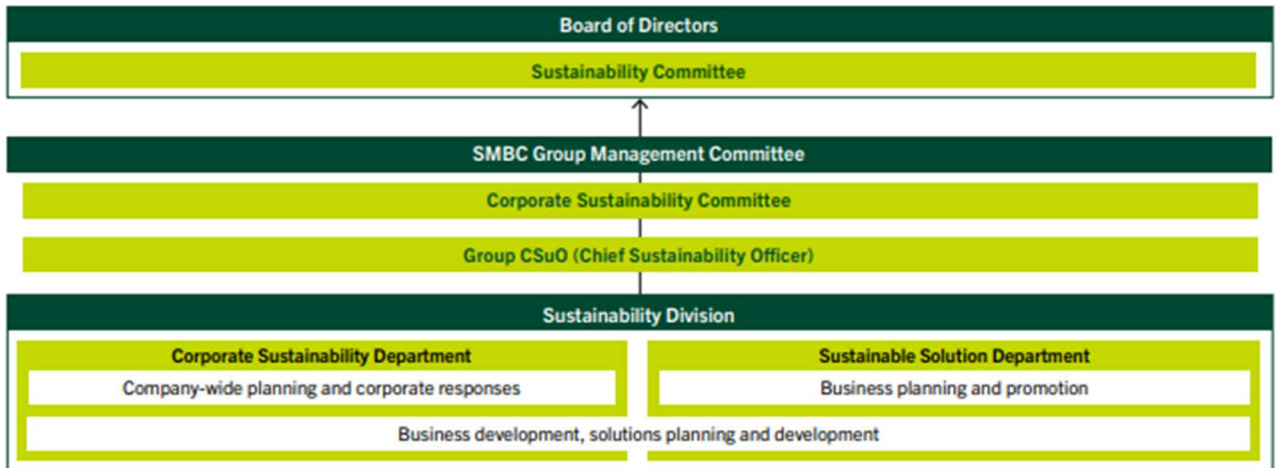 Board of Directors
Sustainability Committee
SMBC Group Management Committee
Corporate Sustainability Committee
Group CSuO (Chief Sustainability Officer)
Sustainability Division
Corporate Sustainability Department
Company-wide planning and corporate responses
Sustainable Solution Department
Business planning and promotion
Business development, solutions planning and development